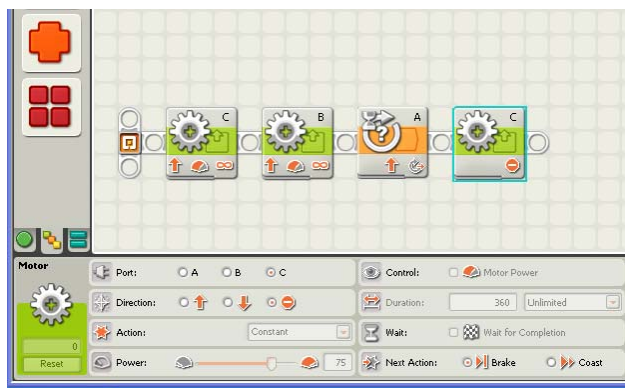 C B A C
Motor
Port: A B C Control: Motor Power
Direction: Duration: 360 Unlimited
Action: Constant Wait: Wait for Completion
0
Reset
Power: 75 Next Action: Brake Coast